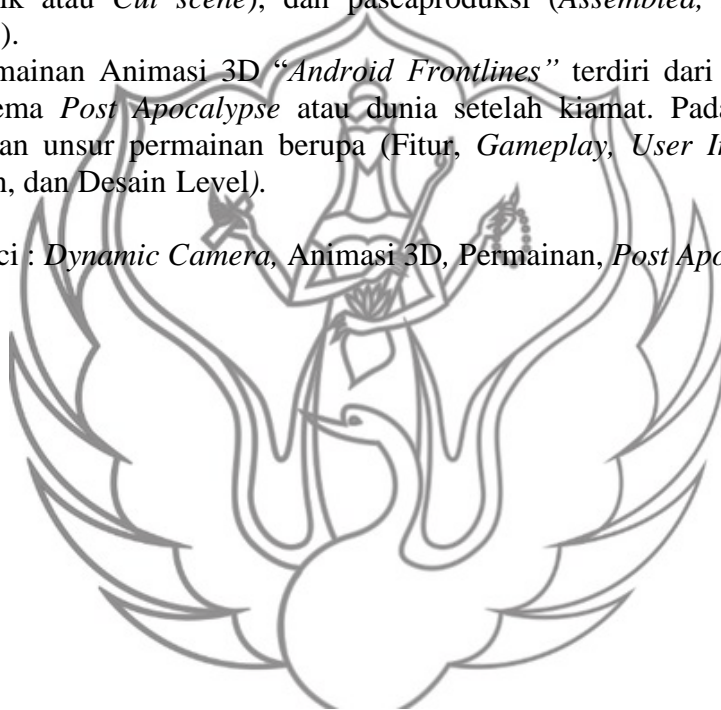 ik atau Cut scene), dan pascaproduksi (Assembled,
).
mainan Animasi 3D “Android Frontlines” terdiri dari
ema Post Apocalypse atau dunia setelah kiamat. Pada
an unsur permainan berupa (Fitur, Gameplay, User In
n, dan Desain Level).
ci : Dynamic Camera, Animasi 3D, Permainan, Post Apo